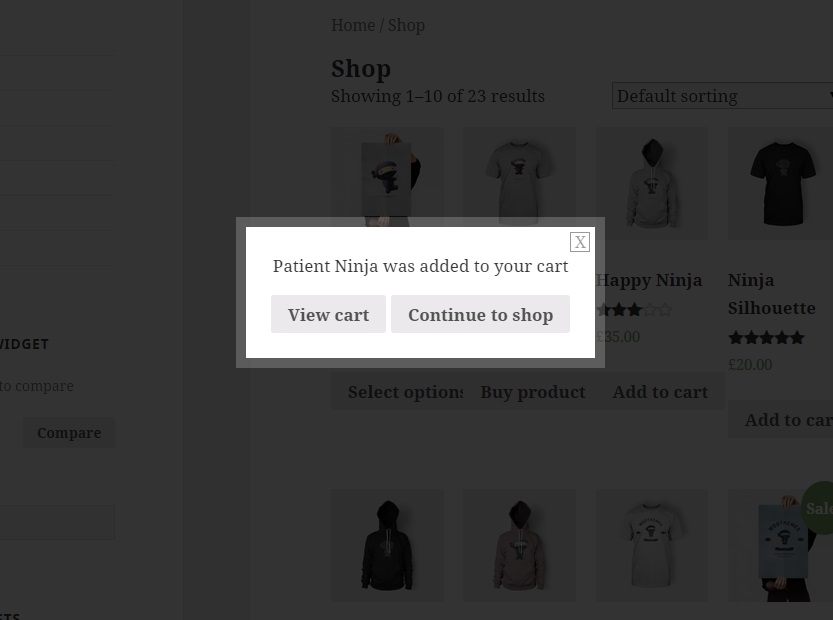 Home / Shop
Shop
Showing 1–10 of 23 results
Default sorting
X
Patient Ninja was added to your cart
View cart
Continue to shop
Happy Ninja
£35.00
Ninja
Silhouette
£20.00
WIDGET
to compare
Compare
Select options
Buy product
Add to cart
Add to car
Sale